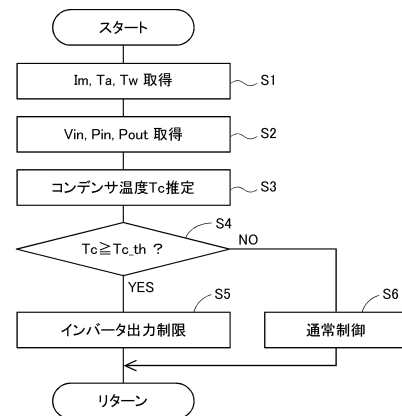 スタート
Im, Ta, Tw 取得
S1
Vin, Pin, Pout 取得
S2
コンデンサ温度Tc推定
S3
S4
Tc≧Tc_th ?
NO
YES
S5
インバータ出力制限
S6
通常制御
リターン